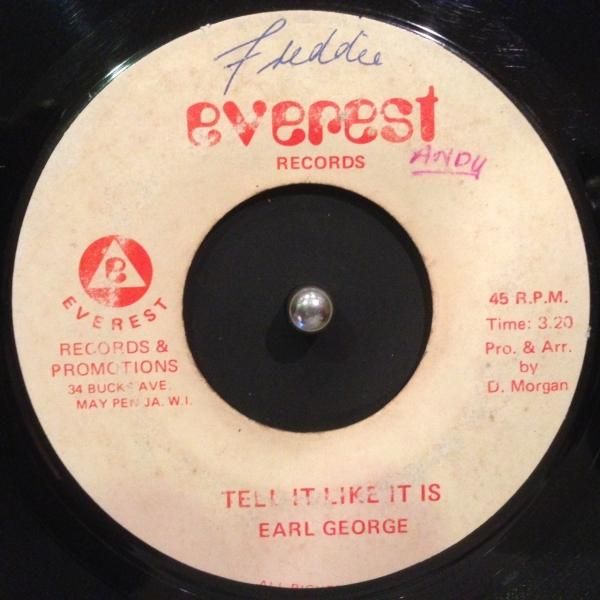 Freddie
everest
RECORDS
ANDY
e
EVEREST
RECORDS &
PROMOTIONS
34 BUCKS AVE,
MAY PEN JA. W.I.
45 R.P.M.
Time: 3.20
Pro. & Arr.
by
D. Morgan
TELL IT LIKE IT IS
EARL GEORGE
ALL